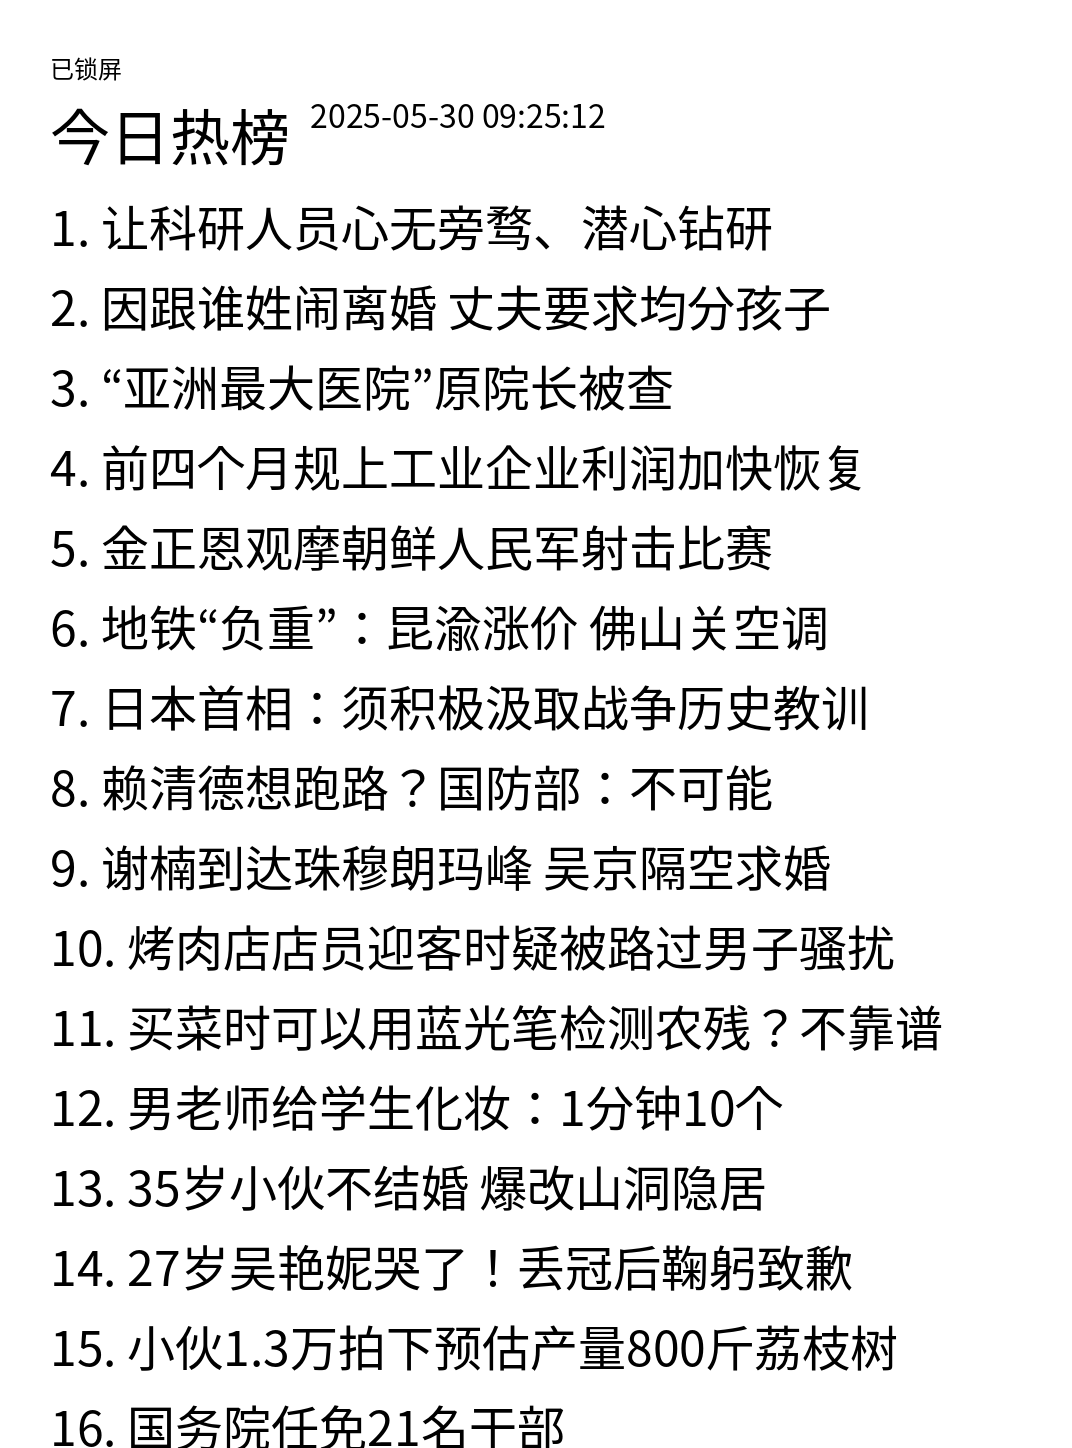 已锁屏
今日热榜 2025-05-30 09:25:12
1. 让科研人员心无旁骛、潜心钻研
2. 因跟谁姓闹离婚 丈夫要求均分孩子
3. “亚洲最大医院”原院长被查
4. 前四个月规上工业企业利润加快恢复
5. 金正恩观摩朝鲜人民军射击比赛
6. 地铁“负重”：昆渝涨价 佛山关空调
7. 日本首相：须积极汲取战争历史教训
8. 赖清德想跑路？国防部：不可能
9. 谢楠到达珠穆朗玛峰 吴京隔空求婚
10. 烤肉店店员迎客时疑被路过男子骚扰
11. 买菜时可以用蓝光笔检测农残？不靠谱
12. 男老师给学生化妆：1分钟10个
13. 35岁小伙不结婚 爆改山洞隐居
14. 27岁吴艳妮哭了！丢冠后鞠躬致歉
15. 小伙1.3万拍下预估产量800斤荔枝树
16. 国务院任免21名干部